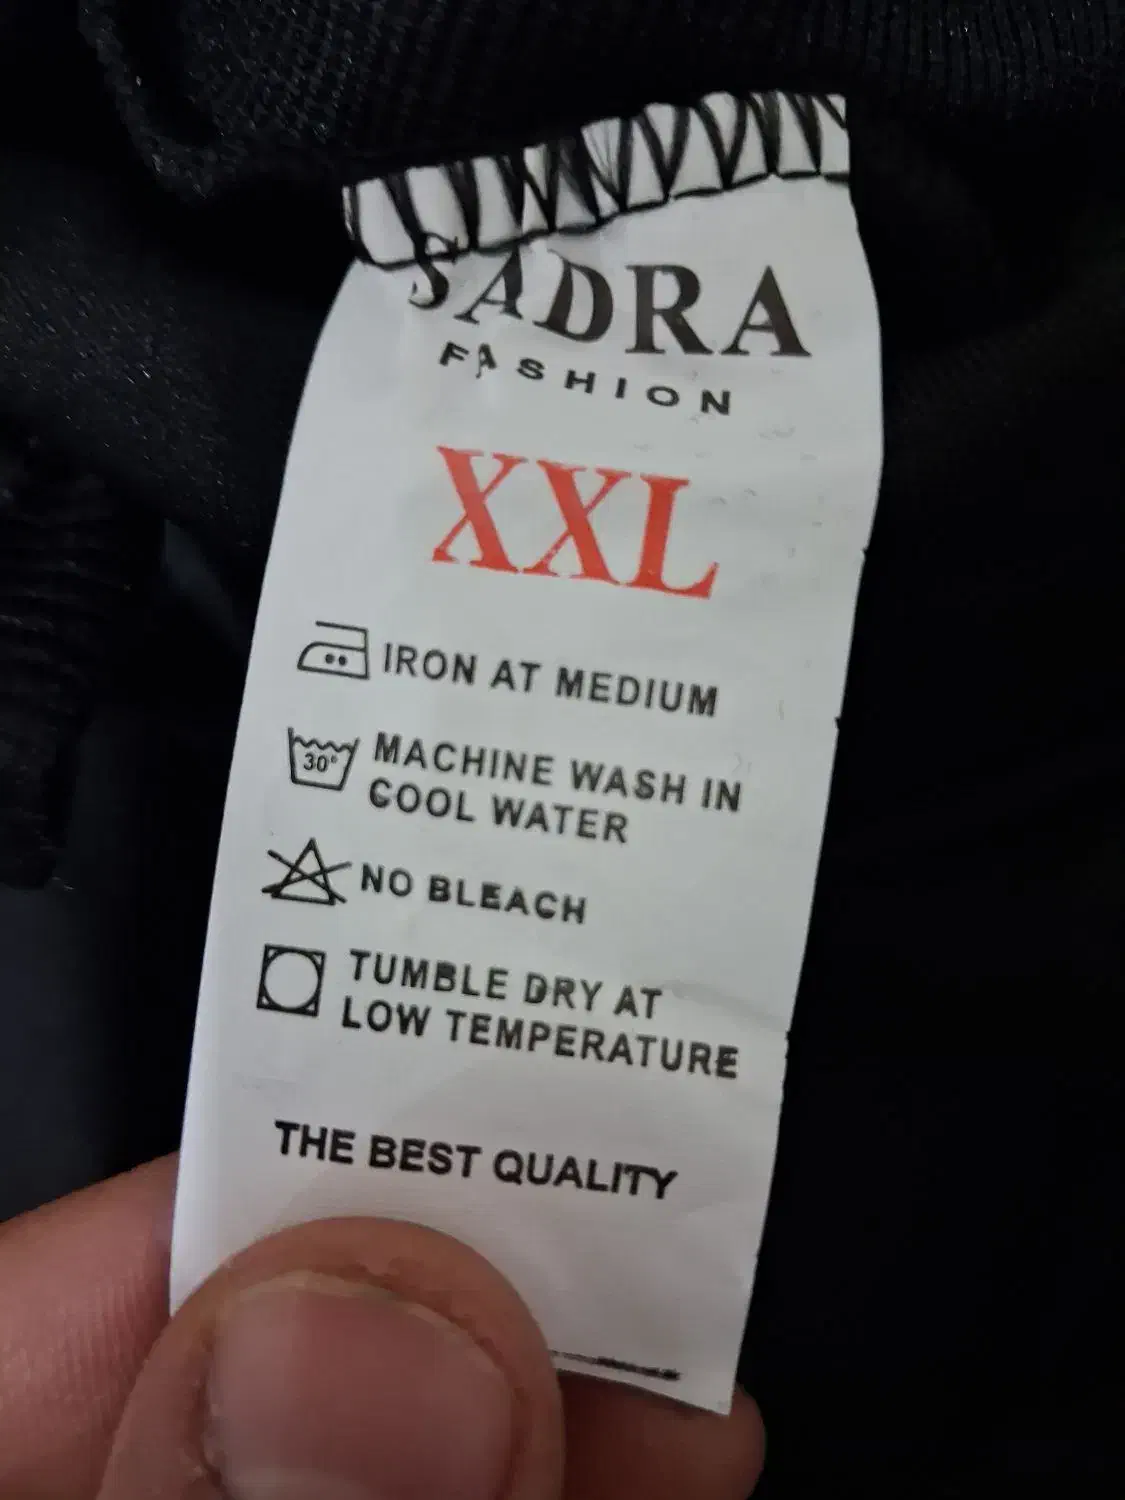 SADRA
FASHION
XXL
IRON AT MEDIUM
30°
MACHINE WASH IN
COOL WATER
NO BLEACH
TUMBLE DRY AT
LOW TEMPERATURE
THE BEST QUALITY